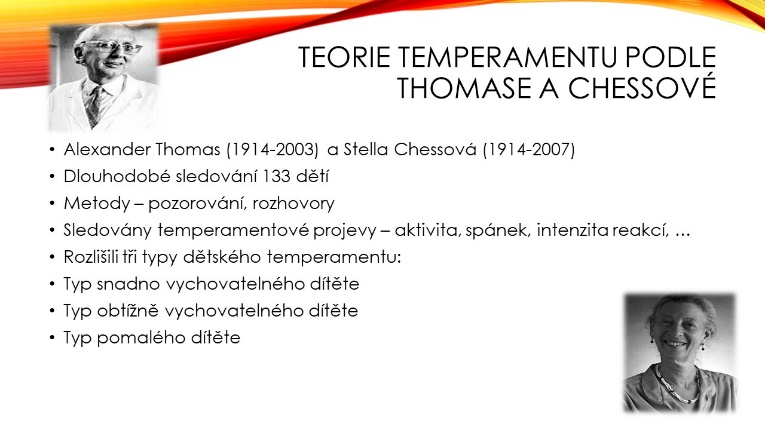 TEORIE TEMPERAMENTU PODLE
THOMASE A CHESSOVÉ
• Alexander Thomas (1914-2003) a Stella Chessová (1914-2007)
• Dlouhodobé sledování 133 dětí
• Metody – pozorování, rozhovory
• Sledovány temperamentové projevy – aktivita, spánek, intenzita reakcí, …
• Rozlišili tři typy dětského temperamentu:
• Typ snadno vychovatelného dítěte
• Typ obtížně vychovatelného dítěte
• Typ pomalého dítěte